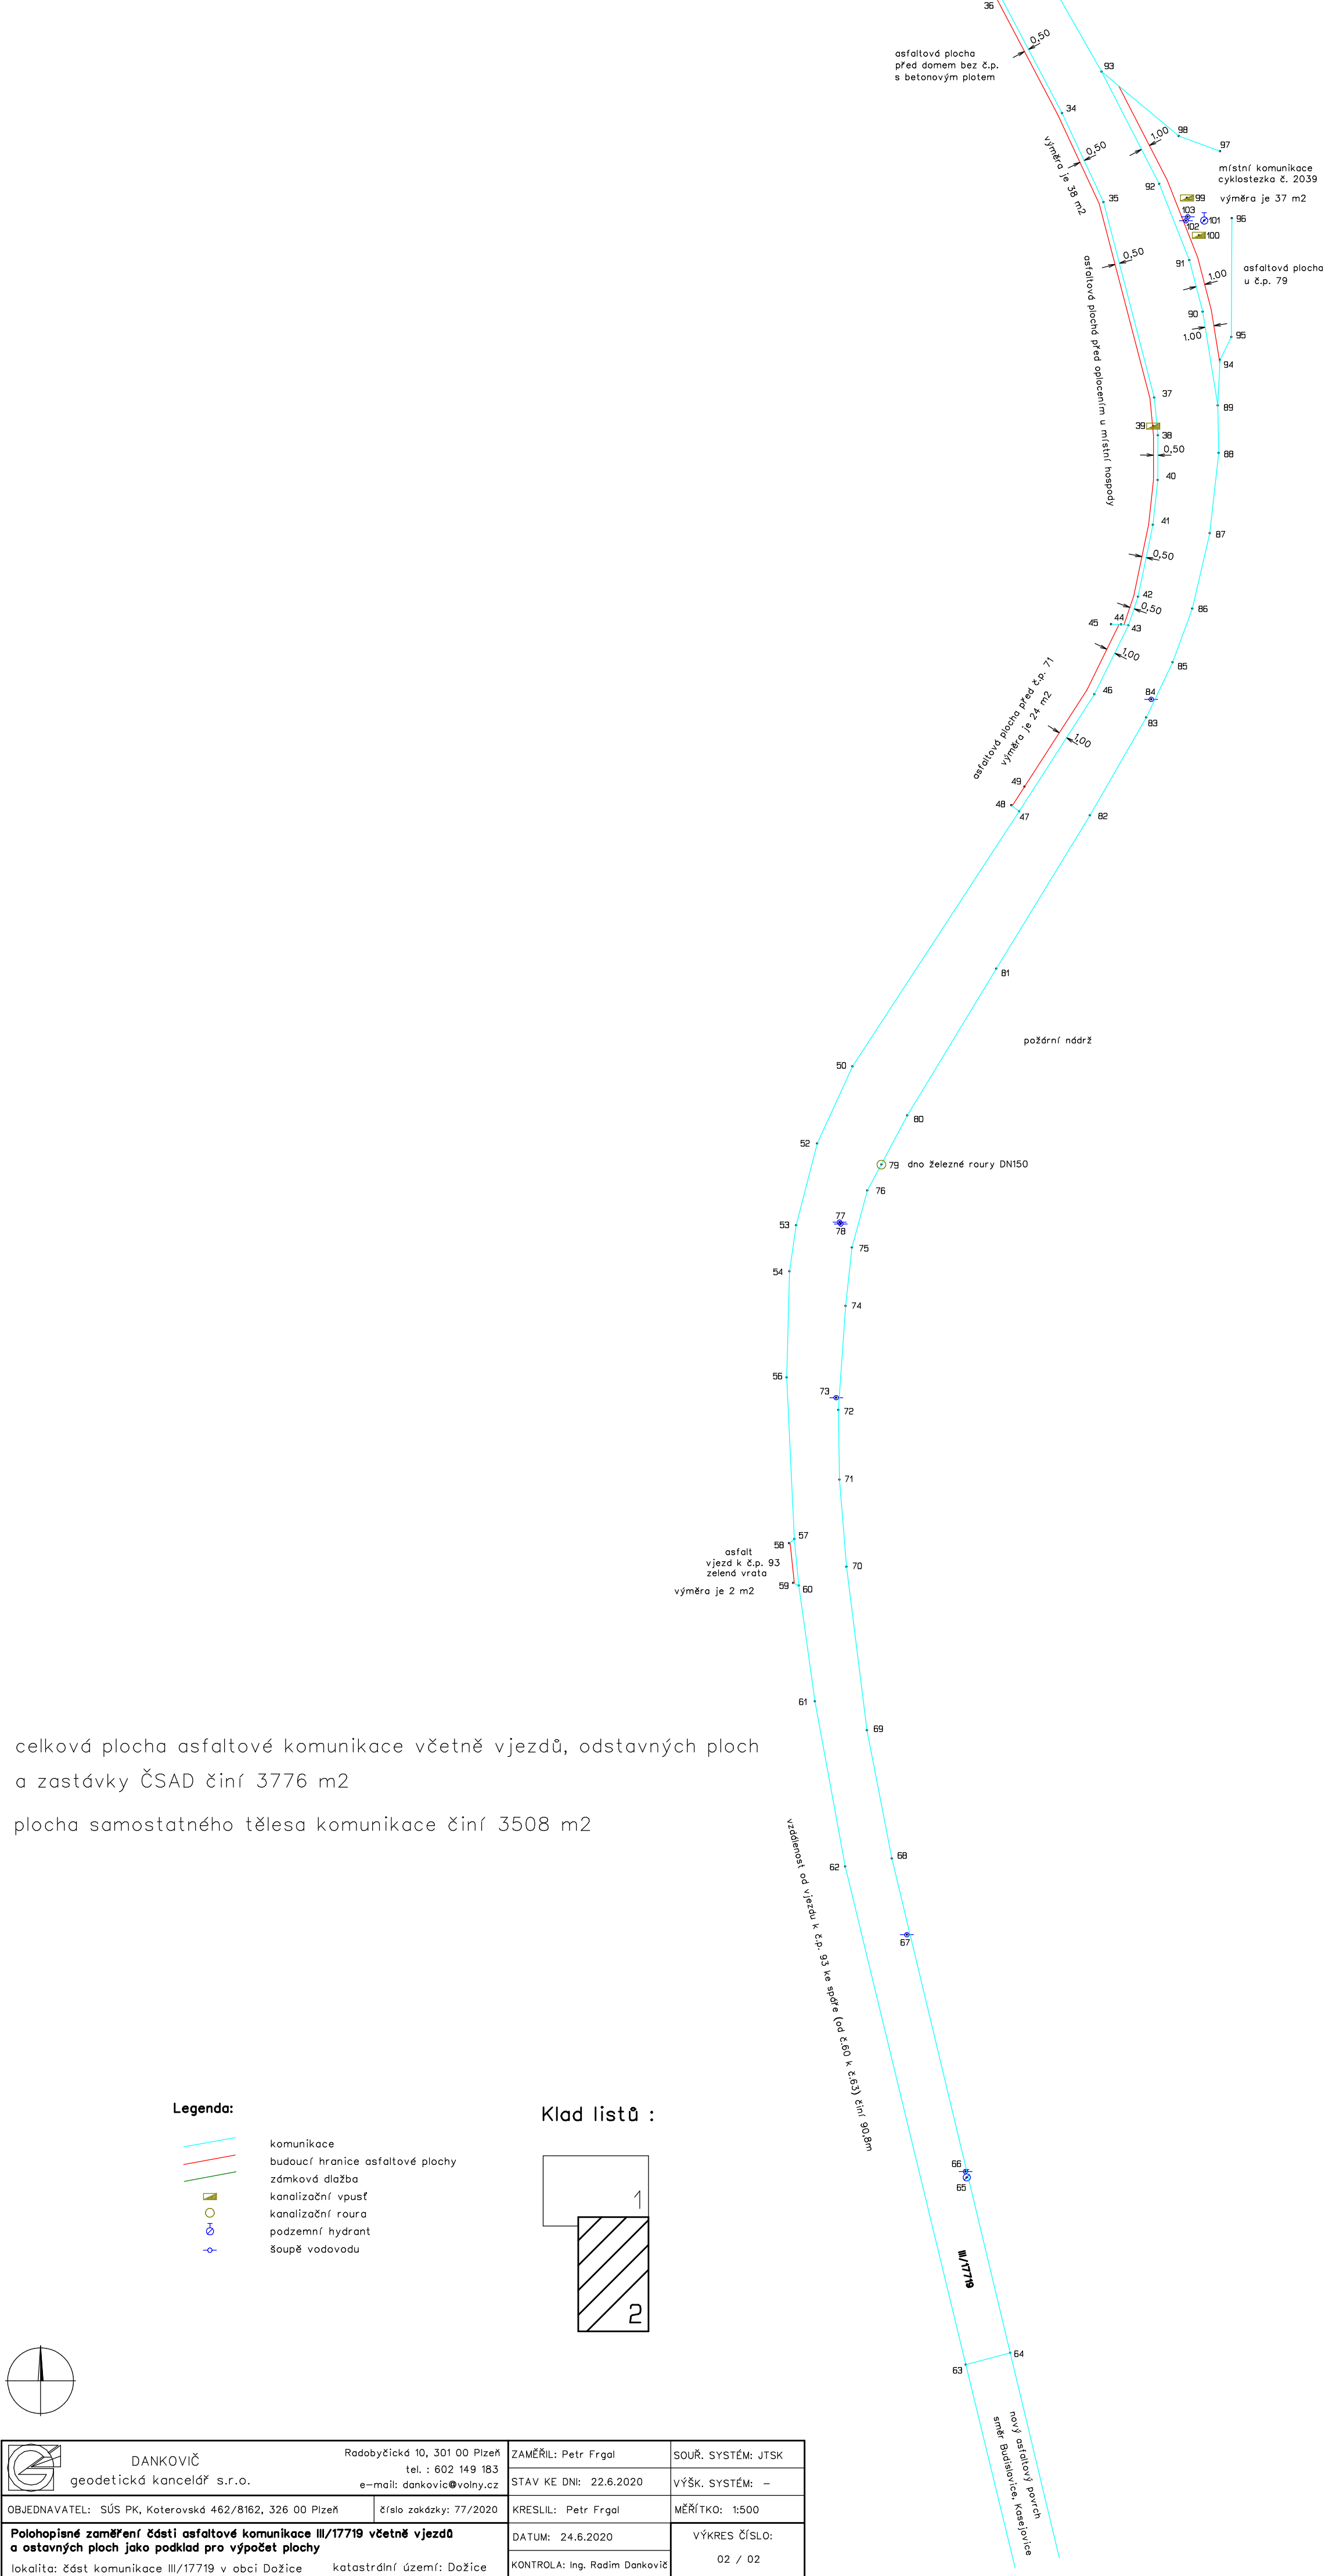 36
0,50
asfaltová plocha
před domem bez č.p.
s betonovým plotem
93
34
1.00
98
97
0,50
výměra je 38 m2
místní komunikace
cyklostezka č. 2039
92
výměra je 37 m2
99
35
103
101
96
102
100
0,50
91
asfaltová plocha
u č.p. 79
1.00
asfaltová plocha před oplocením u místní hospody
90
1.00
95
94
37
89
39
38
0,50
88
40
41
87
0,50
42
0,50
86
45
44
43
1,00
85
asfaltová plocha před č.p. 71
výměra je 24 m2
46
84
83
1,00
49
48
47
82
81
požární nádrž
50
80
52
79
dno železné roury DN150
76
77
53
78
75
54
74
56
73
72
71
57
58
asfalt
vjezd k č.p. 93
zelená vrata
70
59
60
výměra je 2 m2
61
69
celková plocha asfaltové komunikace včetně vjezdů, odstavných ploch
a zastávky ČSAD činí 3776 m2
plocha samostatného tělesa komunikace činí 3508 m2
vzdálenost od vjezdu k č.p. 93 ke spáře (od č.60 k č.63) činí 90,8m
68
62
67
66
65
III/17719
64
63
nový asfaltový povrch
směr Budislavice, Kasejovice
Legenda:
komunikace
budoucí hranice asfaltové plochy
zámková dlažba
kanalizační vpusť
kanalizační roura
podzemní hydrant
šoupě vodovodu
Klad listů :
1
2
DANKOVIČ
geodetická kancelář s.r.o.
Radobyčická 10, 301 00 Plzeň
tel. : 602 149 183
e-mail: dankovic@volny.cz
ZAMĚŘIL: Petr Frgal
SOUŘ. SYSTÉM: JTSK
STAV KE DNI: 22.6.2020
VÝŠK. SYSTÉM: -
OBJEDNAVATEL: SÚS PK, Koterovská 462/8162, 326 00 Plzeň
číslo zakázky: 77/2020
KRESLIL: Petr Frgal
MĚŘÍTKO: 1:500
Polohopisné zaměření části asfaltové komunikace III/17719 včetně vjezdů
a ostavných ploch jako podklad pro výpočet plochy
lokalita: část komunikace III/17719 v obci Dožice
katastrální území: Dožice
DATUM: 24.6.2020
KONTROLA: Ing. Radim Dankovič
VÝKRES ČÍSLO:
02 / 02